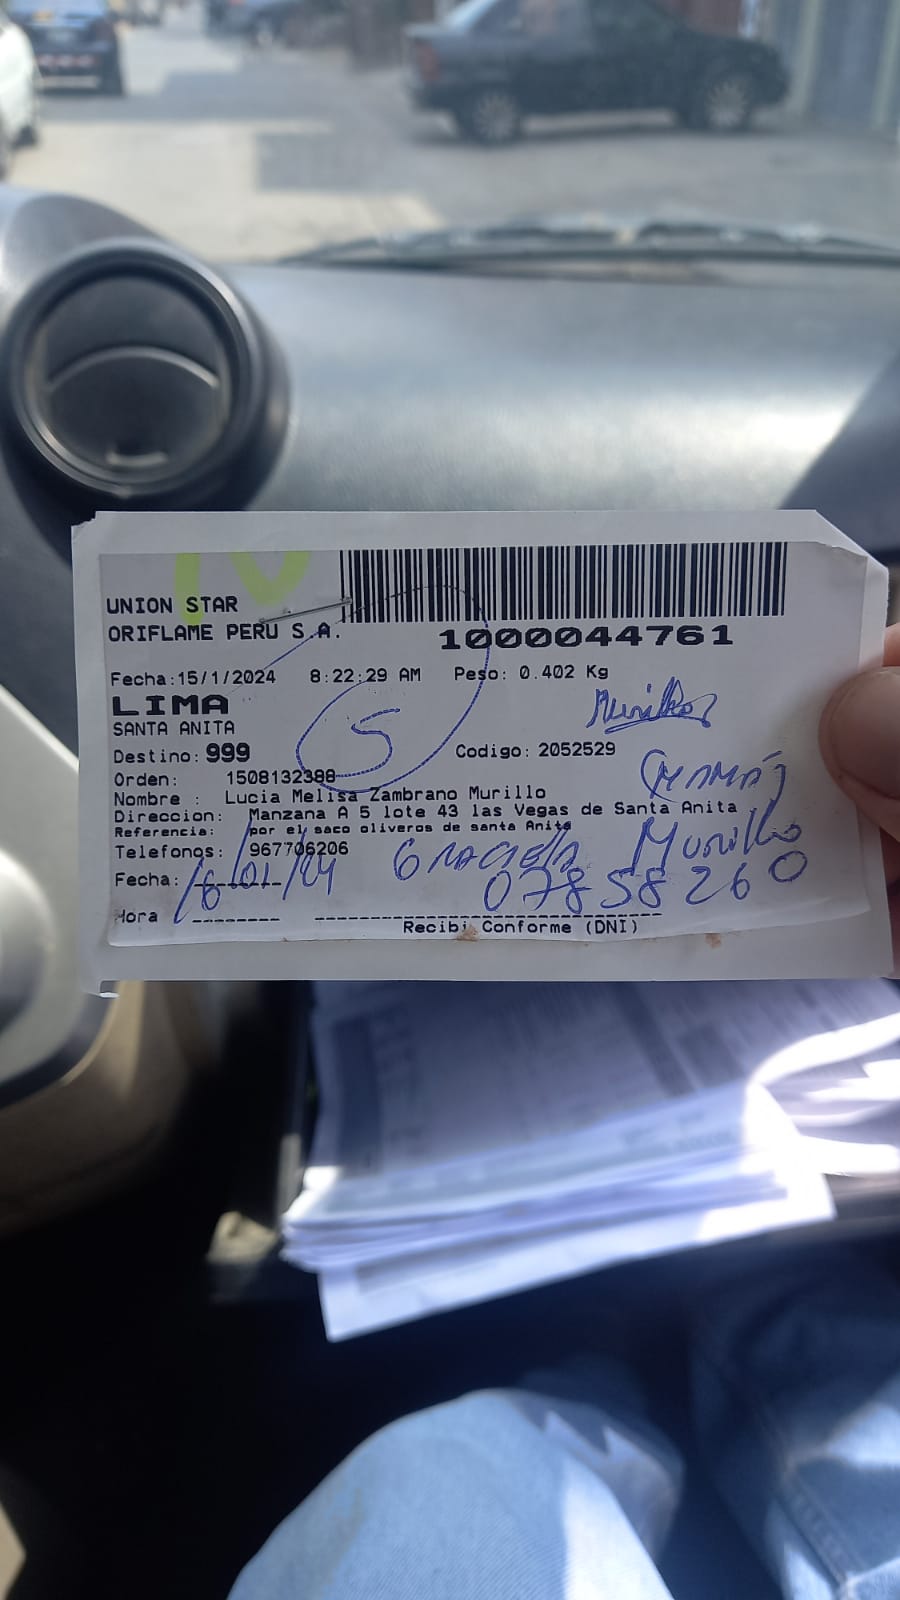 UNION STAR
ORIFLAME PERU S.A.
1000044761
Fecha:15/1/2024 8:22:29 AM Peso: 0.402 Kg
LIMA
SANTA ANITA
Murillo
Destino: 999 Codigo: 2052529
S
Orden: 1508132388
(MAMÁ)
Nombre : Lucia Melisa Zambrano Murillo
Direccion: Manzana A 5 lote 43 las Vegas de Santa Anita
Referencia: por el saco oliveros de santa Anita
Telefonos: 967706206
GRACIELA Murillo
Fecha: 16/01/24 07858260
Hora
Recibi Conforme (DNI)